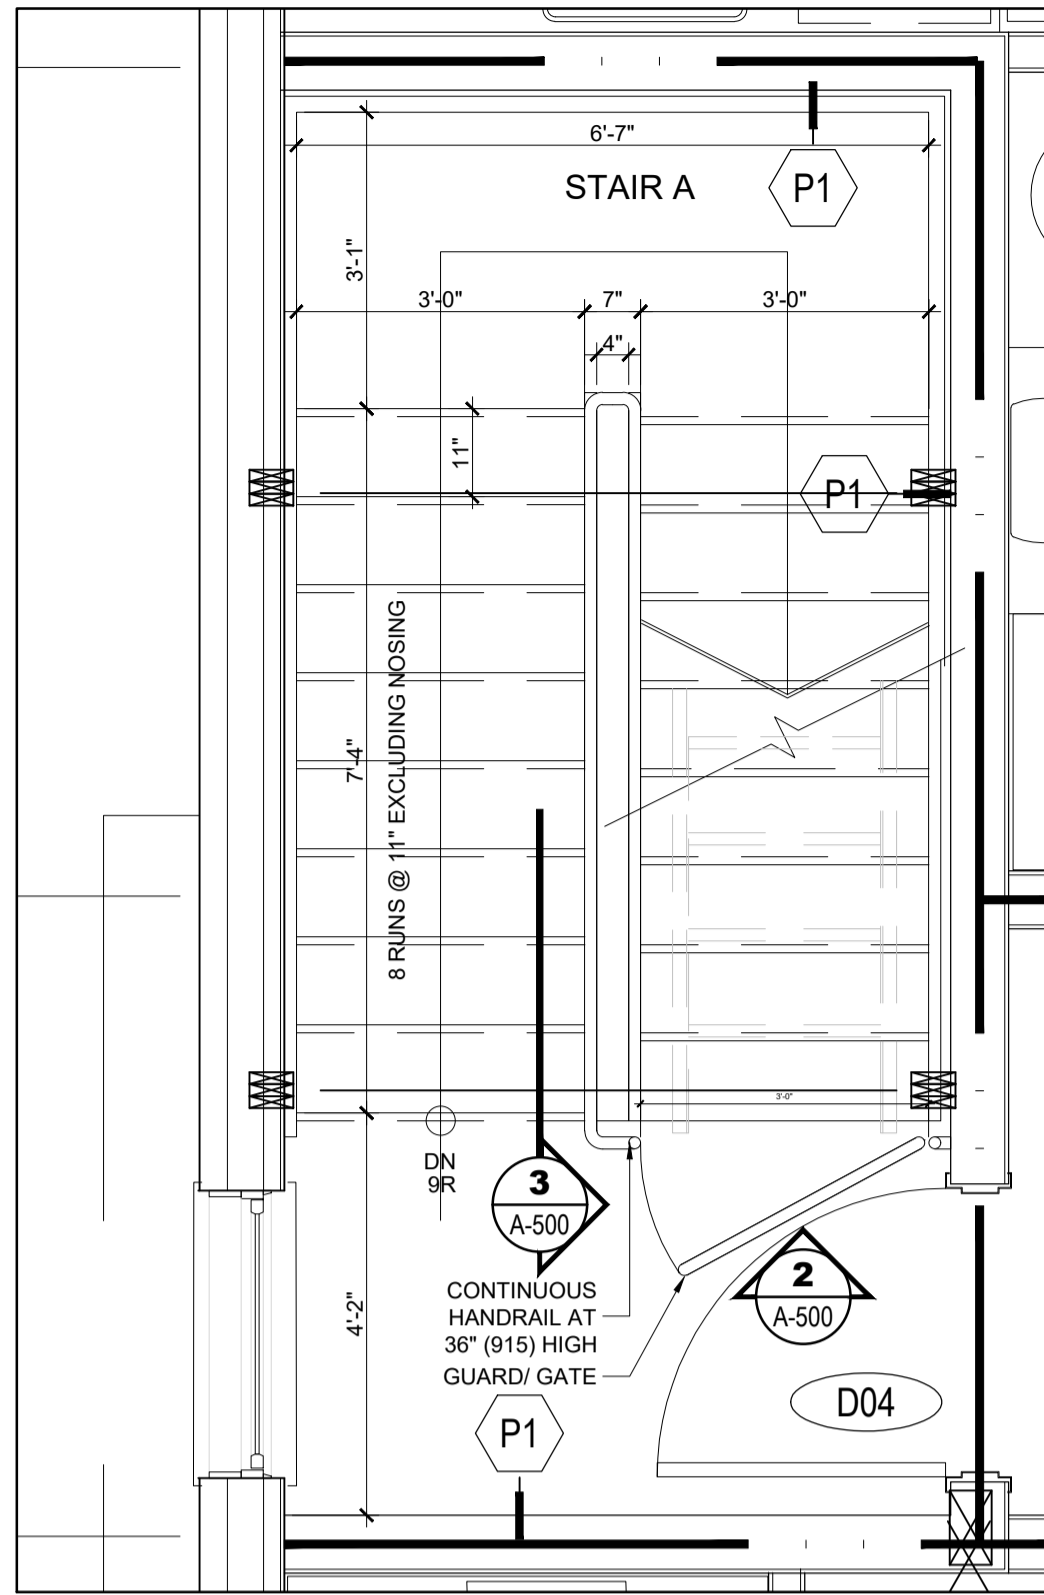 6'-7"
STAIR A
P1
3'-1"
3'-0"
7"
3'-0"
4"
11"
P1
8 RUNS @ 11" EXCLUDING NOSING
7'-4"
3'-0"
DN
9R
3
A-500
CONTINUOUS
HANDRAIL AT
36" (915) HIGH
GUARD/ GATE
2
A-500
4'-2"
D04
P1